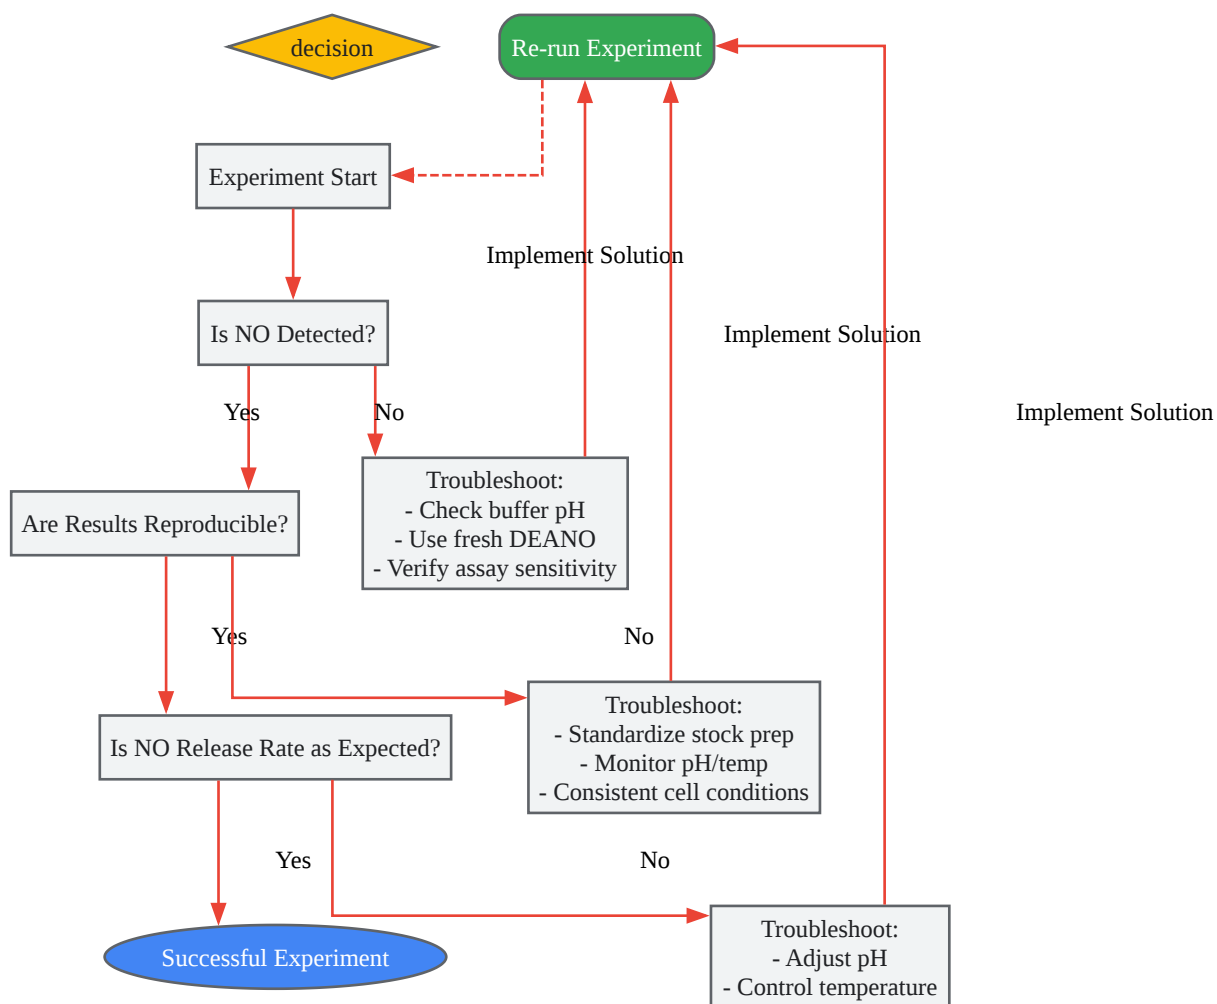 decision
Re-run Experiment
Experiment Start
Implement Solution
Is NO Detected?
Implement Solution
Yes
No
Implement Solution
Troubleshoot:
- Check buffer pH
- Use fresh DEANO
- Verify assay sensitivity
Are Results Reproducible?
Yes
No
Troubleshoot:
- Standardize stock prep
- Monitor pH/temp
- Consistent cell conditions
Is NO Release Rate as Expected?
Yes
No
Troubleshoot:
- Adjust pH
- Control temperature
Successful Experiment